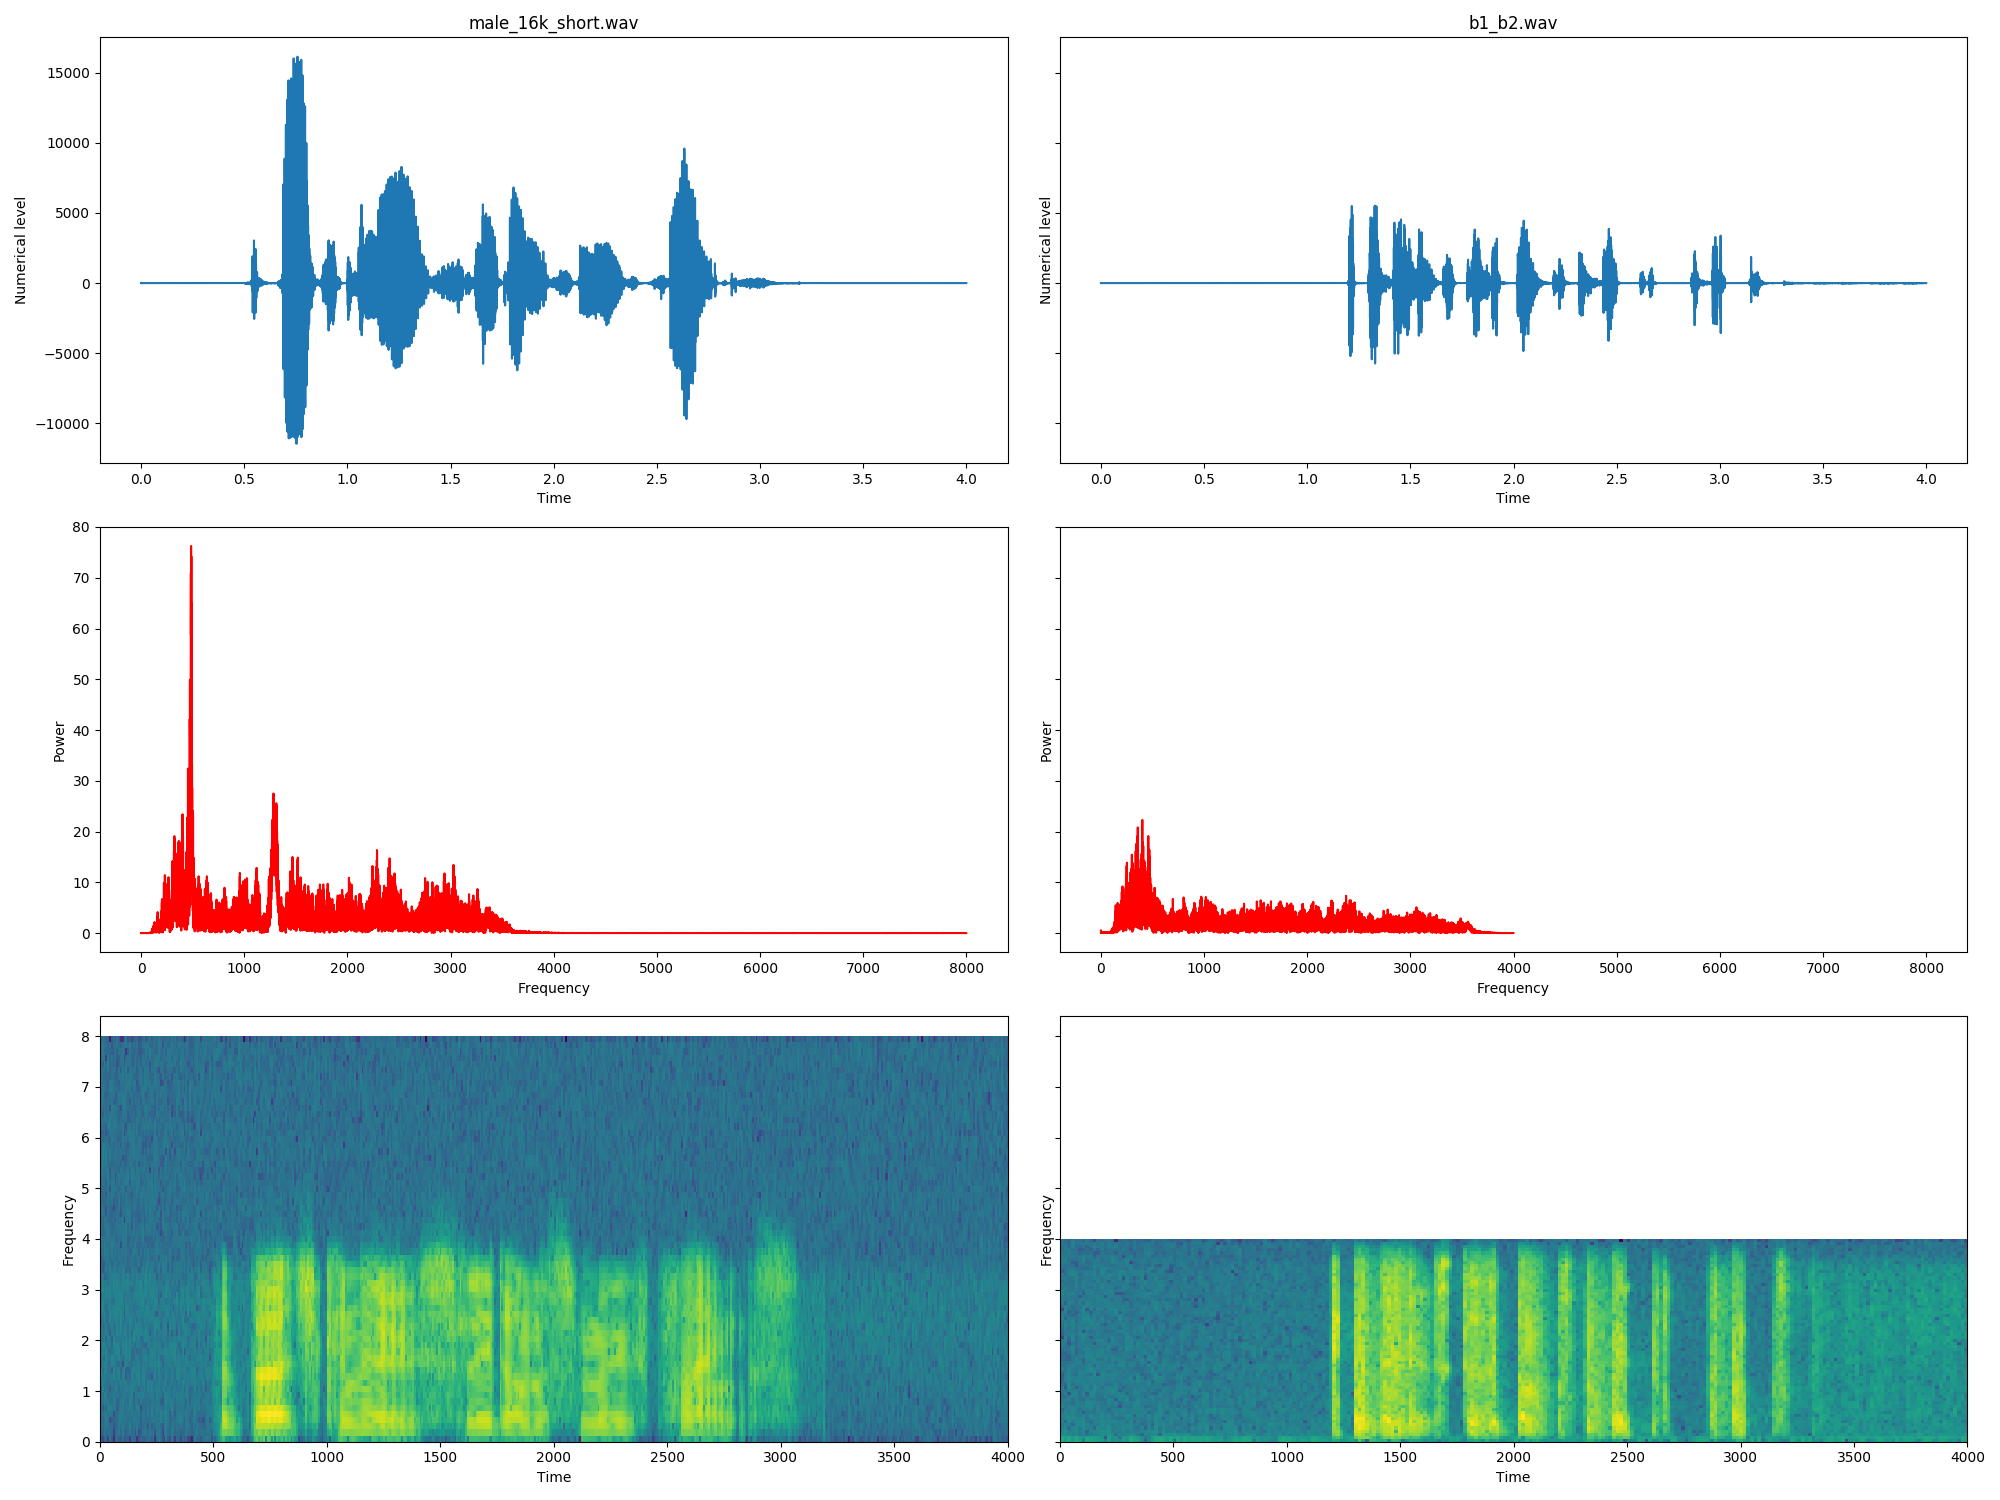 male_16k_short.wav
b1_b2.wav
Numerical level
15000
10000
5000
0
−5000
−10000
0.0 0.5 1.0 1.5 2.0 2.5 3.0 3.5 4.0
Time
Numerical level
0.0 0.5 1.0 1.5 2.0 2.5 3.0 3.5 4.0
Time
Power
80
70
60
50
40
30
20
10
0
0 1000 2000 3000 4000 5000 6000 7000 8000
Frequency
Power
0 1000 2000 3000 4000 5000 6000 7000 8000
Frequency
Frequency
8
7
6
5
4
3
2
1
0
0 500 1000 1500 2000 2500 3000 3500 4000
Time
Frequency
0 500 1000 1500 2000 2500 3000 3500 4000
Time